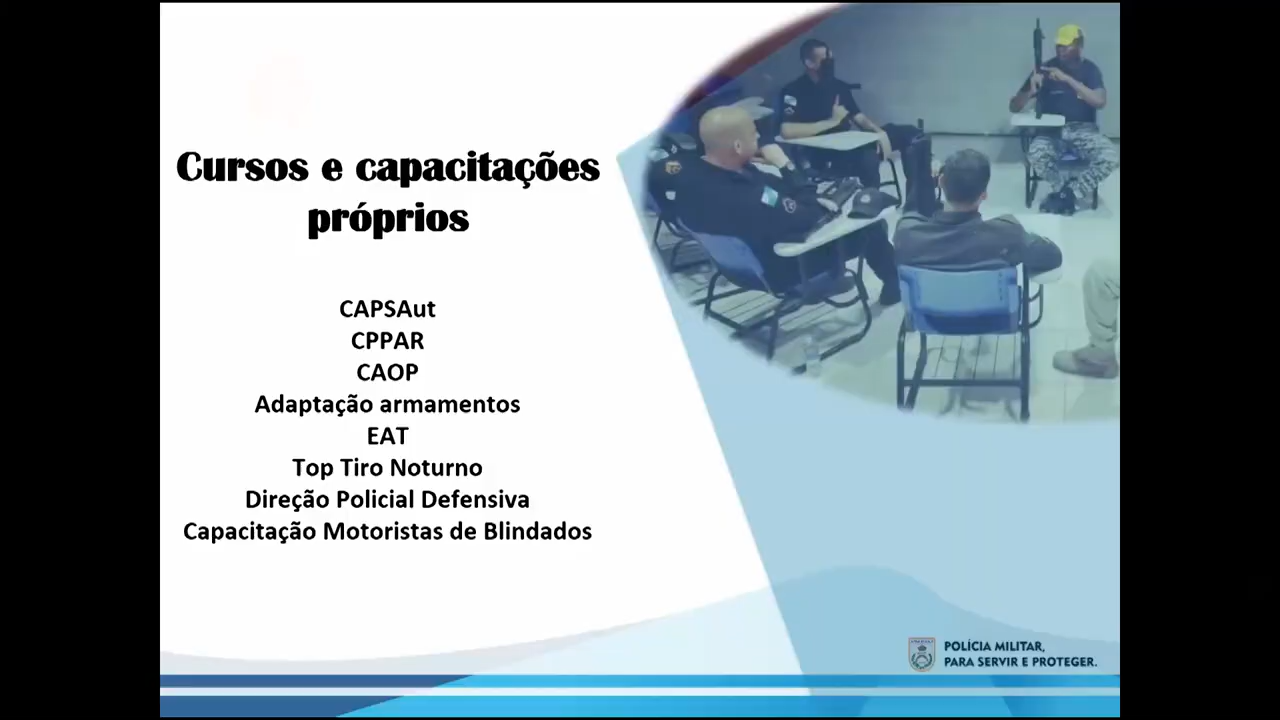 Cursos e capacitações
próprios
CAPSAut
CPPAR
CAOP
Adaptação armamentos
EAT
Top Tiro Noturno
Direção Policial Defensiva
Capacitação Motoristas de Blindados
POLÍCIA MILITAR,
PARA SERVIR E PROTEGER.